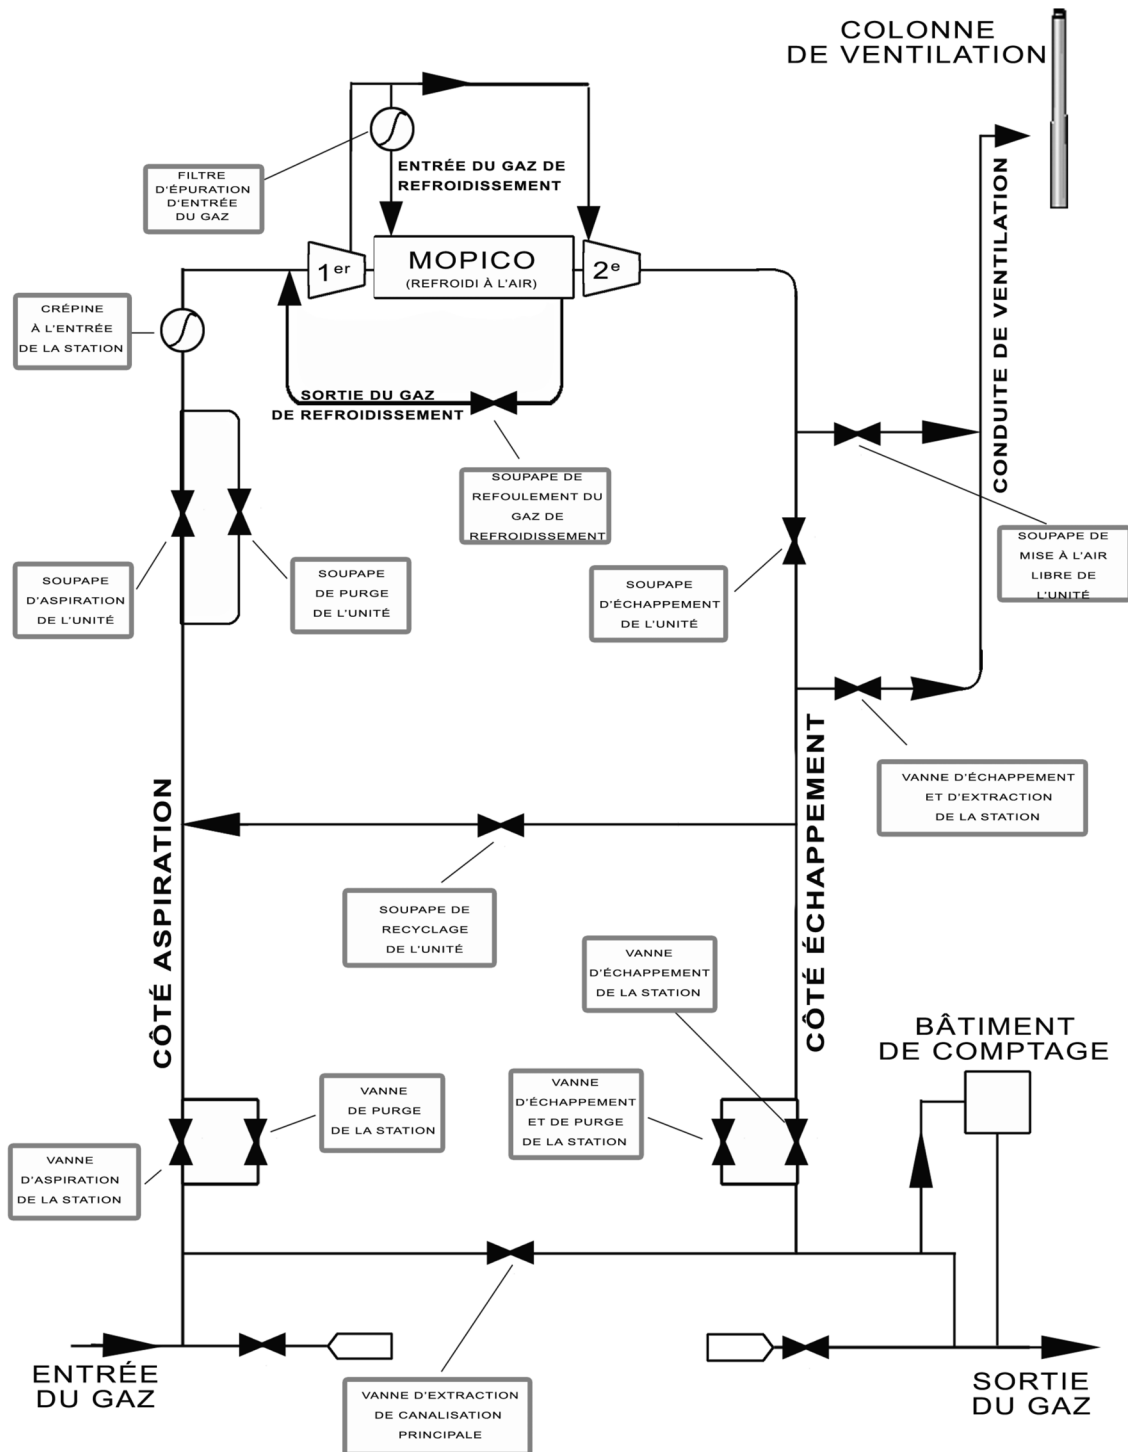 COLONNE
DE VENTILATION
FILTRE
D'ÉPURATION
D'ENTRÉE
DU GAZ
ENTRÉE DU GAZ DE
REFROIDISSEMENT
CONDUITE DE VENTILATION
1er
MOPICO
(REFROIDI À L'AIR)
2e
CRÉPINE
À L'ENTRÉE
DE LA STATION
SORTIE DU GAZ
DE REFROIDISSEMENT
SOUPAPE DE
REFOULEMENT DU
GAZ DE
REFROIDISSEMENT
SOUPAPE DE
MISE À L'AIR
LIBRE DE
L'UNITÉ
SOUPAPE
D'ASPIRATION
DE L'UNITÉ
SOUPAPE
DE PURGE
DE L'UNITÉ
SOUPAPE
D'ÉCHAPPEMENT
DE L'UNITÉ
VANNE D'ÉCHAPPEMENT
ET D'EXTRACTION
DE LA STATION
CÔTÉ ASPIRATION
CÔTÉ ÉCHAPPEMENT
SOUPAPE DE
RECYCLAGE
DE L'UNITÉ
VANNE
D'ÉCHAPPEMENT
DE LA STATION
BÂTIMENT
DE COMPTAGE
VANNE
DE PURGE
DE LA STATION
VANNE
D'ÉCHAPPEMENT
ET DE PURGE
DE LA STATION
VANNE
D'ASPIRATION
DE LA STATION
ENTRÉE
DU GAZ
VANNE D'EXTRACTION
DE CANALISATION
PRINCIPALE
SORTIE
DU GAZ